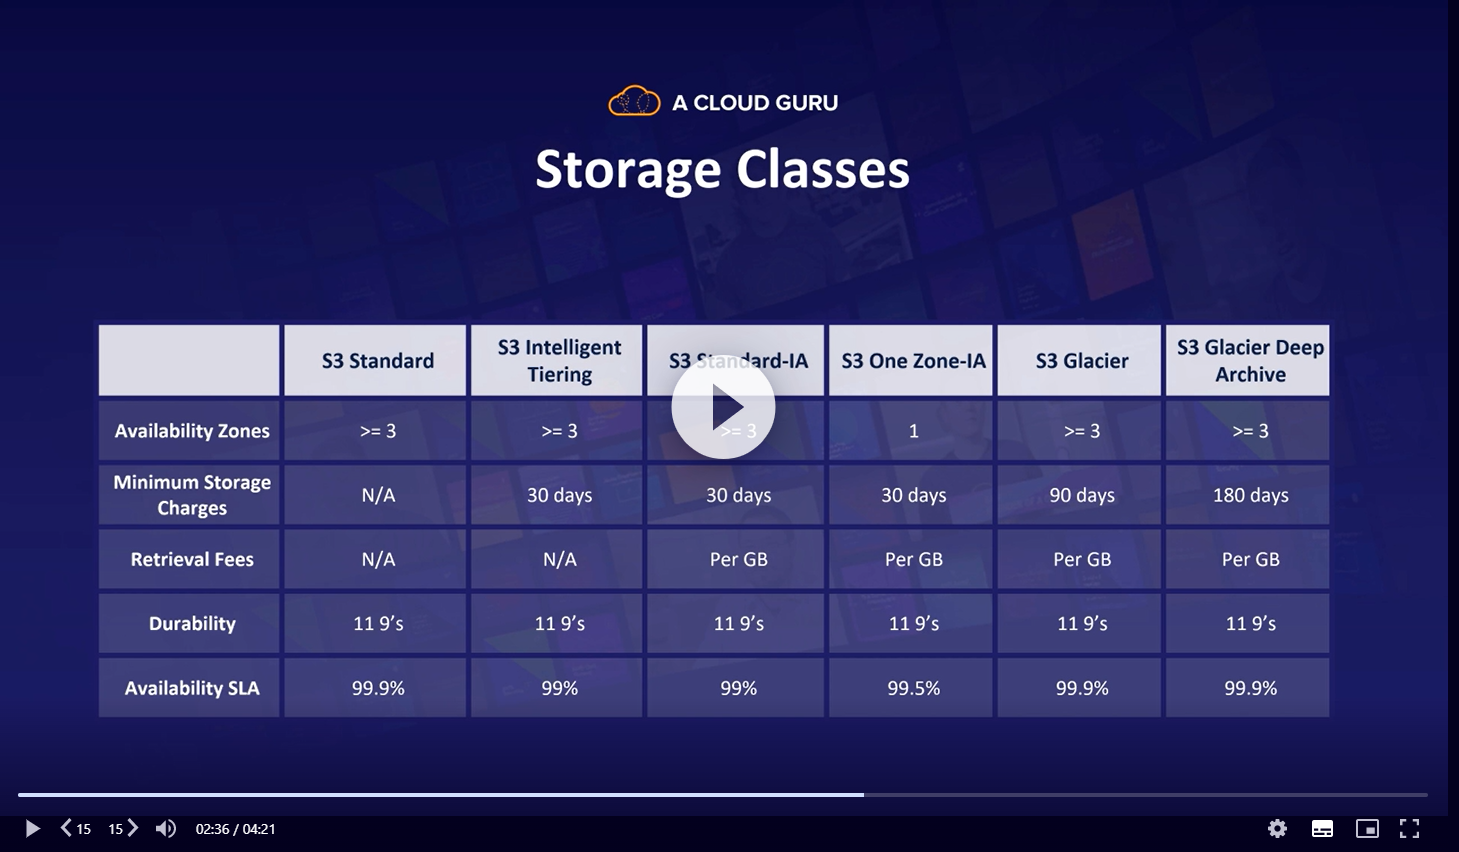 A CLOUD GURU
Storage Classes
S3 Standard
S3 Intelligent
Tiering
S3 Standard-IA
S3 One Zone-IA
S3 Glacier
S3 Glacier Deep
Archive
Availability Zones
>= 3
>= 3
>= 3
1
>= 3
>= 3
Minimum Storage
Charges
N/A
30 days
30 days
30 days
90 days
180 days
Retrieval Fees
N/A
N/A
Per GB
Per GB
Per GB
Per GB
Durability
11 9’s
11 9’s
11 9’s
11 9’s
11 9’s
11 9’s
Availability SLA
99.9%
99%
99%
99.5%
99.9%
99.9%
15
15
02:36 / 04:21